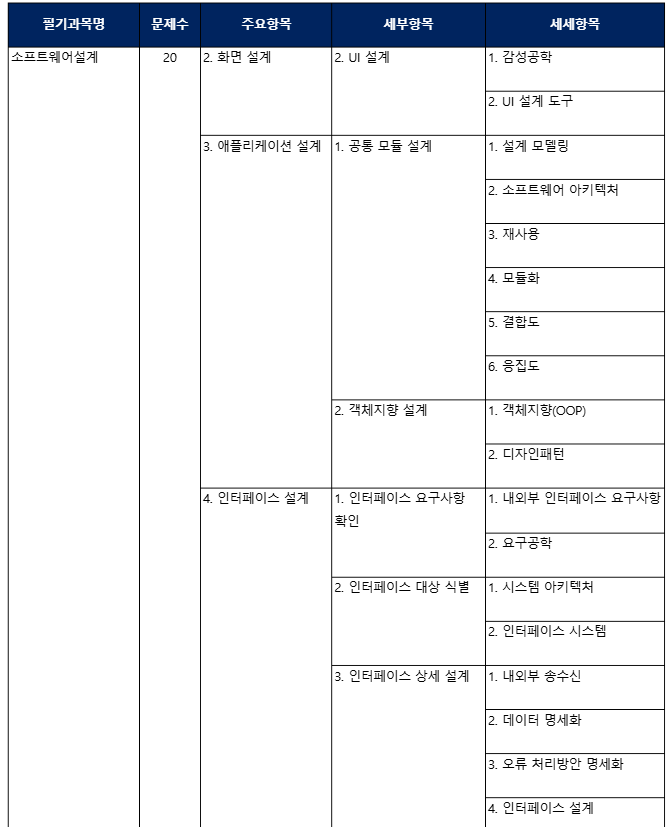 필기과목명 문제수 주요항목 세부항목 세세항목
소프트웨어설계 20 2. 화면 설계 2. UI 설계 1. 감성공학
2. UI 설계 도구
3. 애플리케이션 설계 1. 공통 모듈 설계 1. 설계 모델링
2. 소프트웨어 아키텍처
3. 재사용
4. 모듈화
5. 결합도
6. 응집도
2. 객체지향 설계 1. 객체지향(OOP)
2. 디자인패턴
4. 인터페이스 설계 1. 인터페이스 요구사항 1. 내외부 인터페이스 요구사항
확인
2. 요구공학
2. 인터페이스 대상 식별 1. 시스템 아키텍처
2. 인터페이스 시스템
3. 인터페이스 상세 설계 1. 내외부 송수신
2. 데이터 명세화
3. 오류 처리방안 명세화
4. 인터페이스 설계